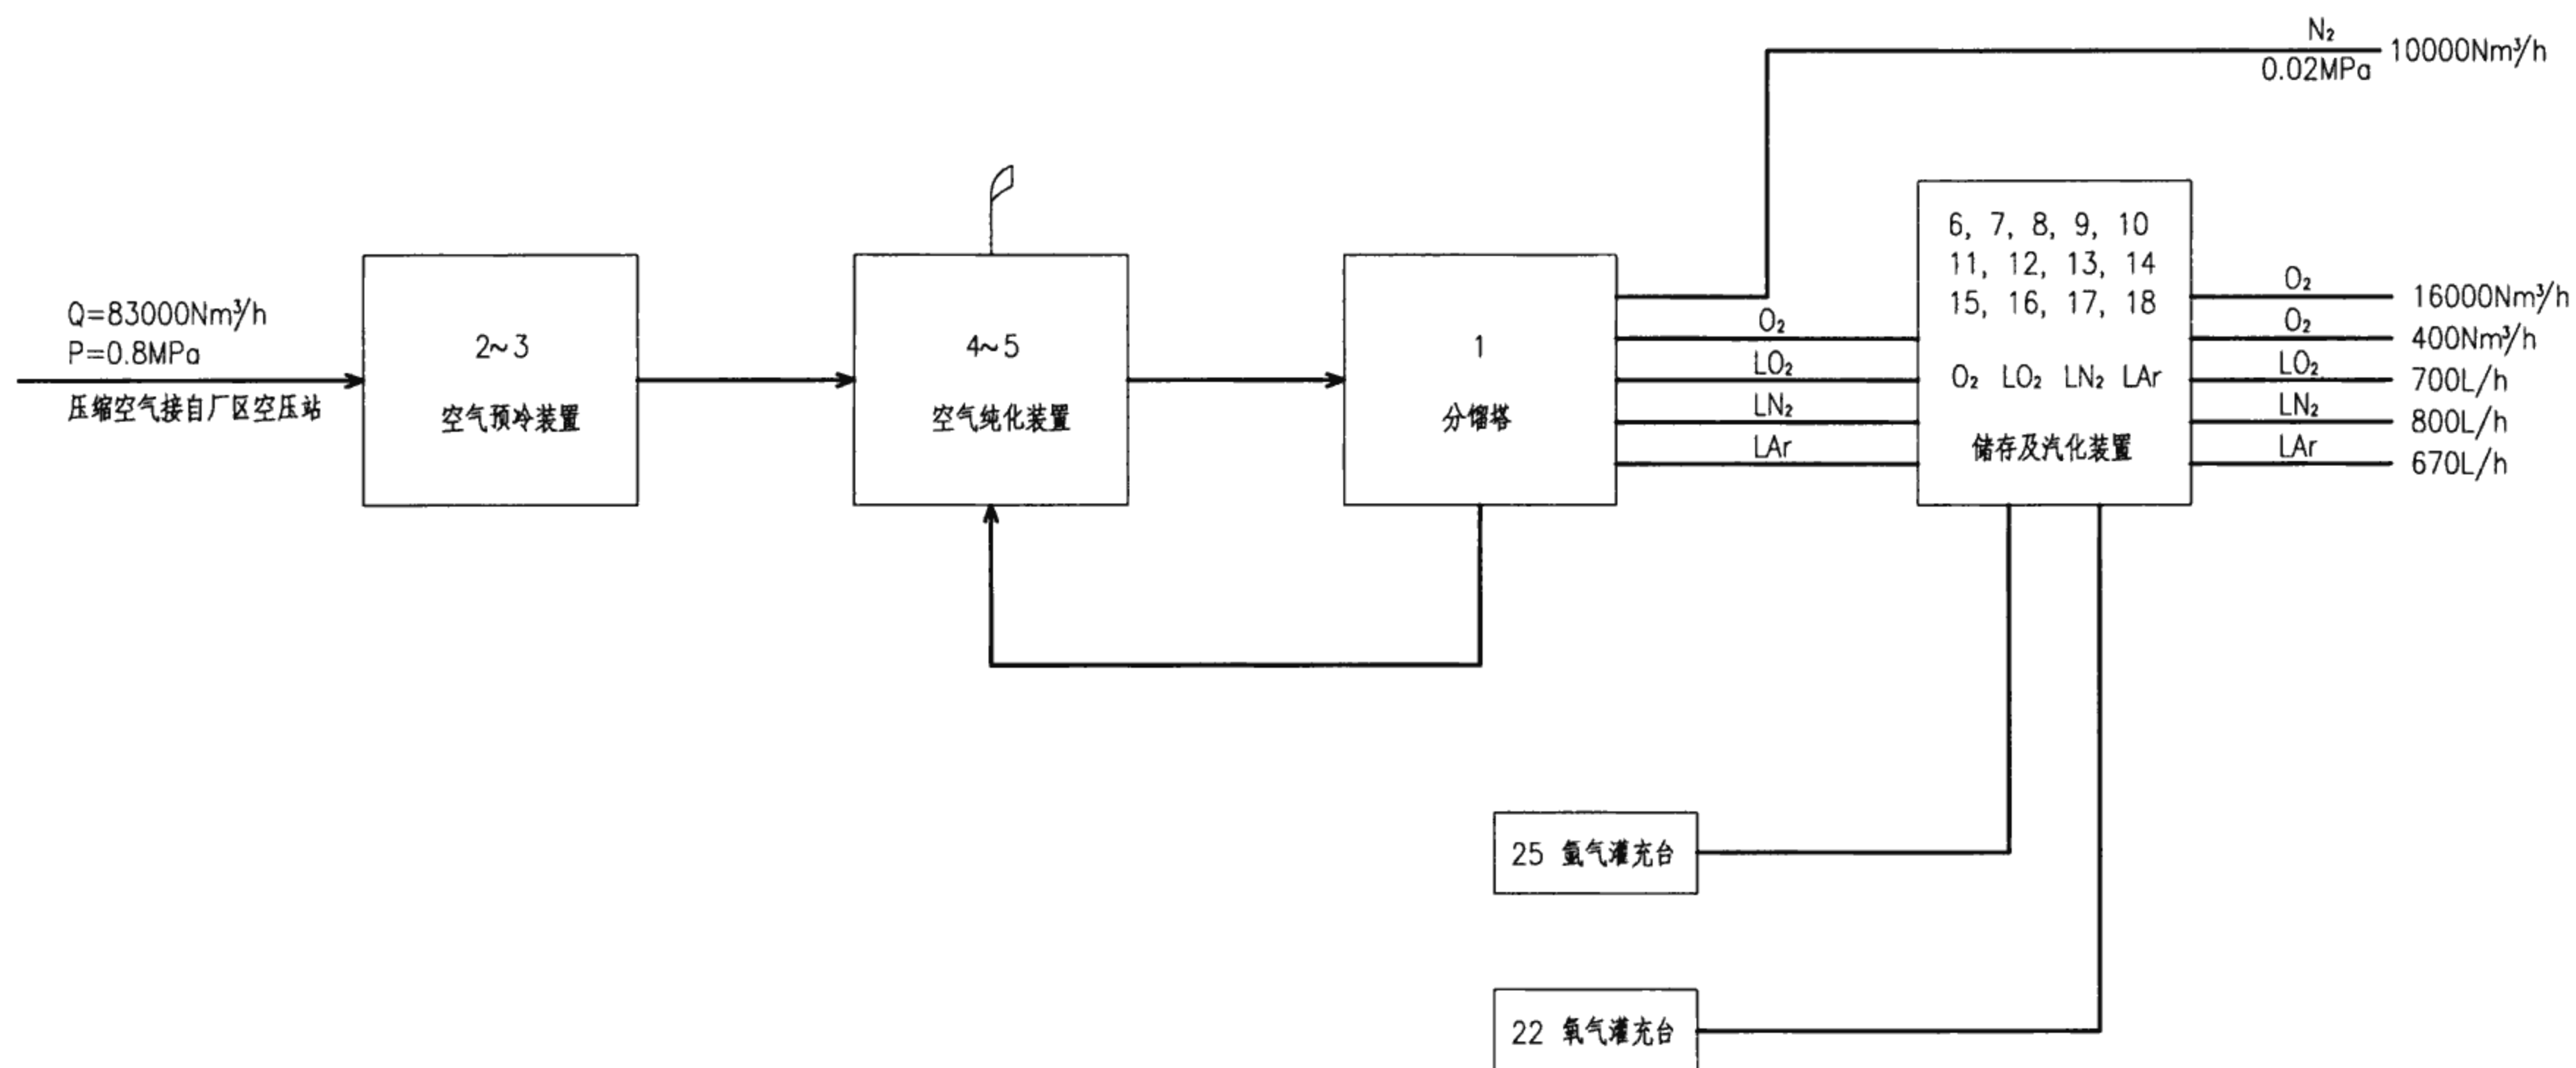 N₂
10000Nm³/h
0.02MPa
Q=83000Nm³/h
P=0.8MPa
压缩空气接自厂区空压站
2~3
空气预冷装置
4~5
空气纯化装置
1
分馏塔
O₂
LO₂
LN₂
LAr
6, 7, 8, 9, 10
11, 12, 13, 14
15, 16, 17, 18
O₂ LO₂ LN₂ LAr
储存及汽化装置
O₂ 16000Nm³/h
O₂ 400Nm³/h
LO₂ 700L/h
LN₂ 800L/h
LAr 670L/h
25 氩气灌充台
22 氧气灌充台